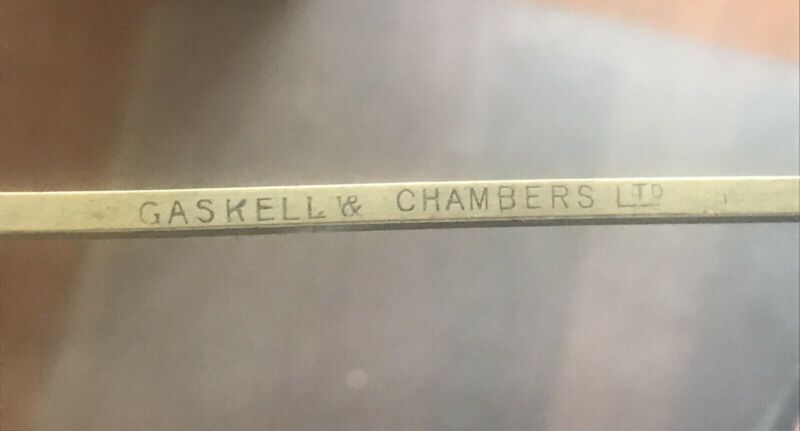 GASKELL & CHAMBERS LTD